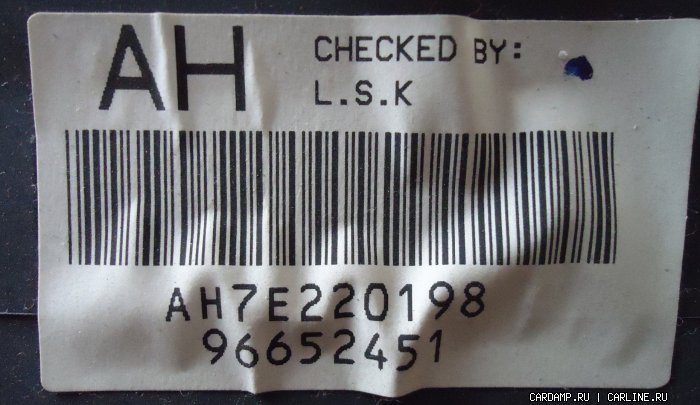 AH
CHECKED BY:
L.S.K
AH7E220198
96652451
CARDAMP.RU | CARLINE.RU